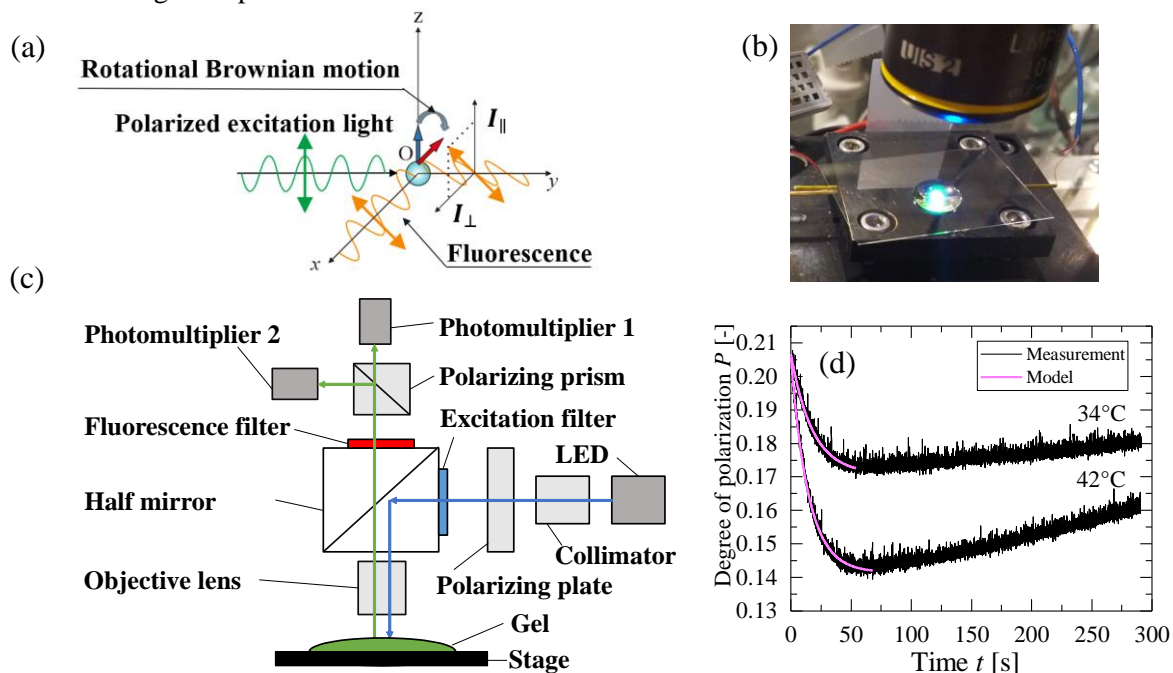 (a)
z
Rotational Brownian motion
Polarized excitation light
I∥
O
y
I⊥
Fluorescence
x
(b)
UIS 2
LMP
(c)
Photomultiplier 2
Photomultiplier 1
Polarizing prism
Fluorescence filter
Excitation filter
LED
Half mirror
Collimator
Objective lens
Polarizing plate
Gel
Stage
(d)
Degree of polarization P [-]
0.21
0.20
0.19
0.18
0.17
0.16
0.15
0.14
0.13
Measurement
Model
34°C
42°C
0
50
100
150
200
250
300
Time t [s]